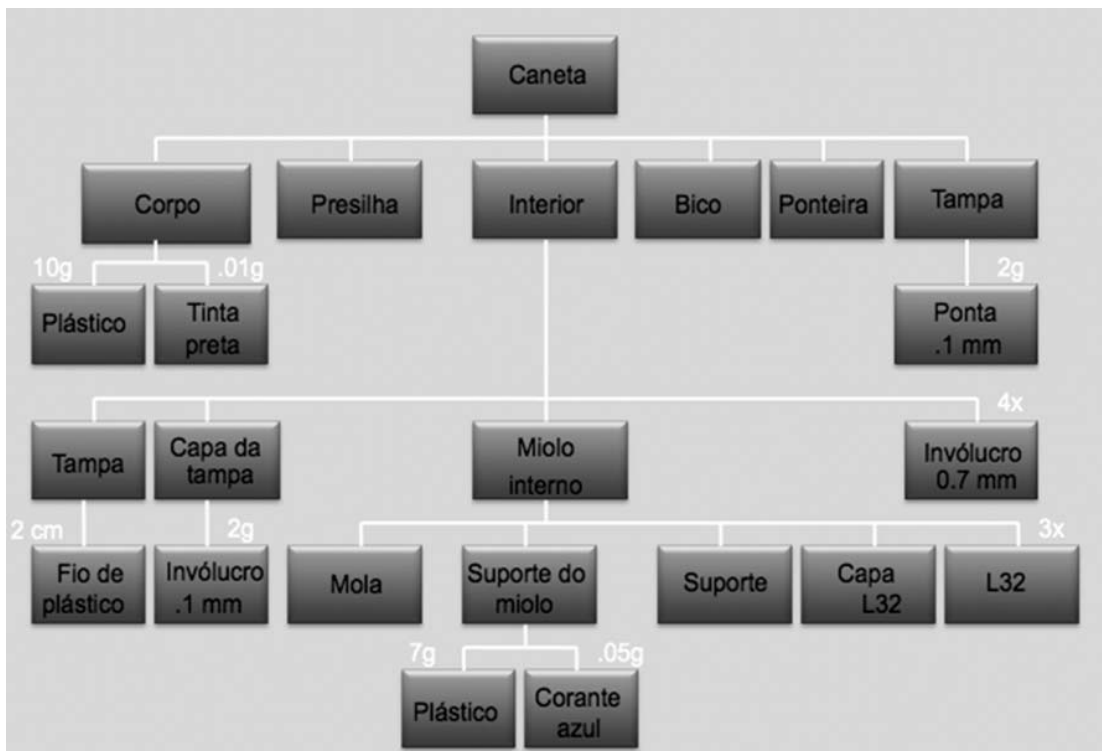 Caneta
Corpo
Presilha
Interior
Bico
Ponteira
Tampa
10g
.01g
2g
Plástico
Tinta
preta
Ponta
.1 mm
4x
Tampa
Capa da
tampa
Miolo
interno
Invólucro
0.7 mm
2 cm
2g
3x
Fio de
plástico
Invólucro
.1 mm
Mola
Suporte do
miolo
Suporte
Capa
L32
L32
7g
.05g
Plástico
Corante
azul